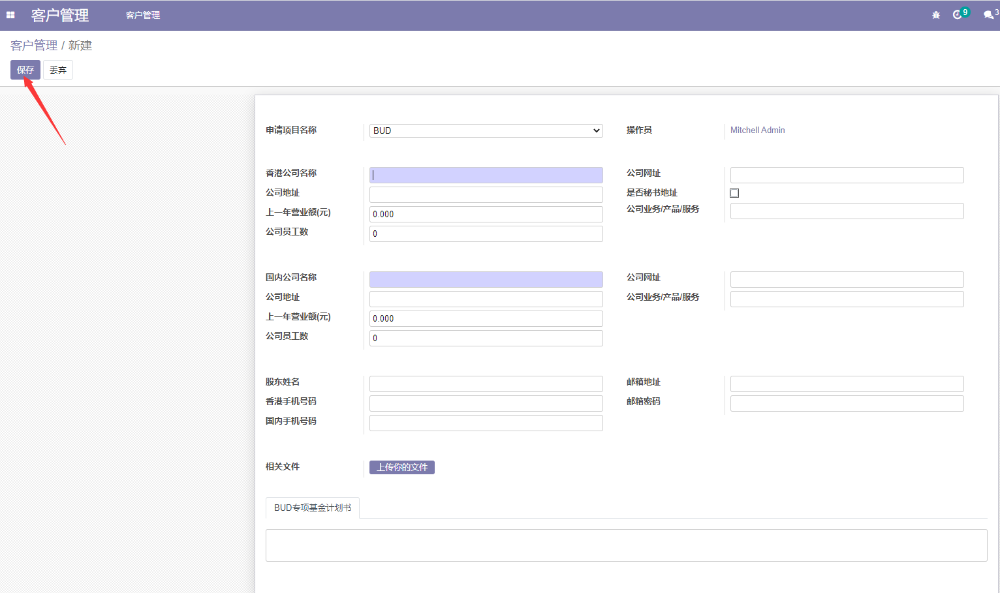 客户管理 客户管理 9 3
客户管理 / 新建
保存 丢弃
申请项目名称 BUD 操作员 Mitchell Admin
香港公司名称 公司网址
公司地址 是否秘书地址
上一年营业额(元) 0.000 公司业务/产品/服务
公司员工数 0
国内公司名称 公司网址
公司地址 公司业务/产品/服务
上一年营业额(元) 0.000
公司员工数 0
股东姓名 邮箱地址
香港手机号码 邮箱密码
国内手机号码
相关文件 上传你的文件
BUD专项基金计划书